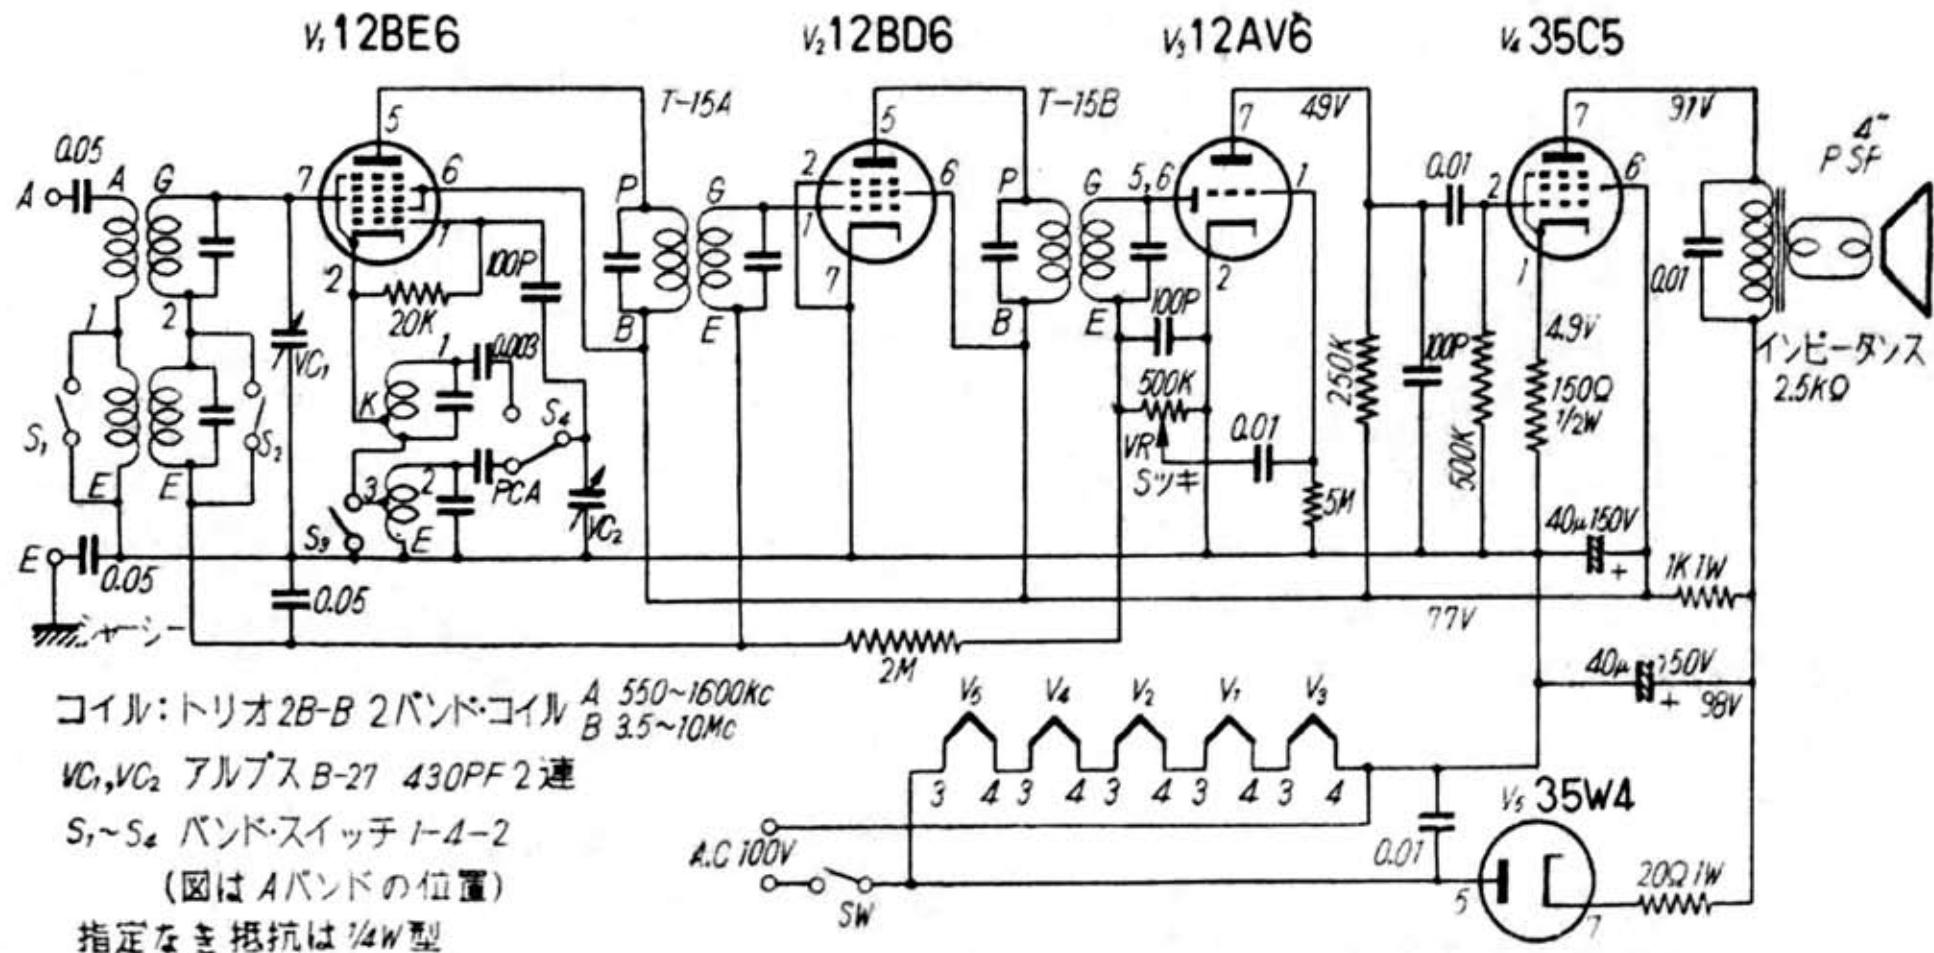 V₁ 12BE6
V₂ 12BD6
V₃ 12AV6
V₄ 35C5
T-15A
T-15B
49V
91V
4"
P SP
0.05
A
A
G
5
7
6
1
2
20K
100P
P
G
B
E
5
2
1
6
7
P
G
B
E
5,6
7
1
2
0.01
7
2
6
1
0.01
インピーダンス
2.5KΩ
1
2
S₁
S₂
E
E
VC₁
K
1
0.003
S₄
3
2
PCA
S₃
E
VC₂
100P
500K
VR
Sツキ
0.01
5M
250K
100P
500K
4.9V
150Ω
1/2W
40μ 150V
+
1K 1W
E
0.05
0.05
シャーシー
77V
2M
40μ 150V
+
98V
コイル:トリオ2B-B 2バンド・コイル A 550~1600KC
B 3.5~10Mc
VC₁,VC₂ アルプス B-27 430PF 2連
S₁~S₄ バンド・スイッチ 1-4-2
(図はAバンドの位置)
指定なき抵抗は1/4W型
V₅
V₄
V₂
V₁
V₃
3 4 3 4 3 4 3 4 3 4
A.C 100V
SW
0.01
V₅ 35W4
5
7
20Ω 1W